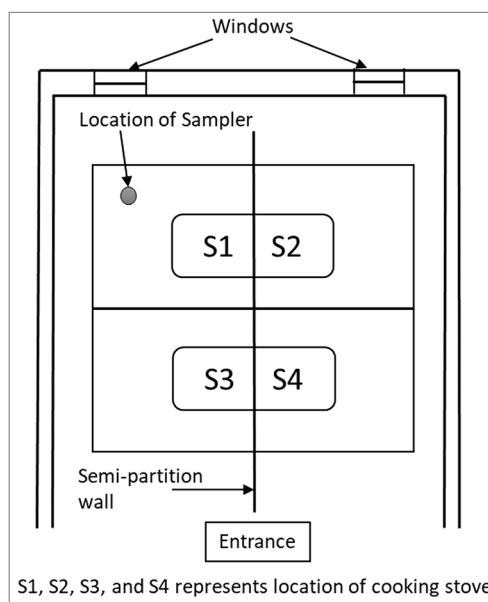 Windows
Location of Sampler
S1 S2
S3 S4
Semi-partition
wall
Entrance
S1, S2, S3, and S4 represents location of cooking stove